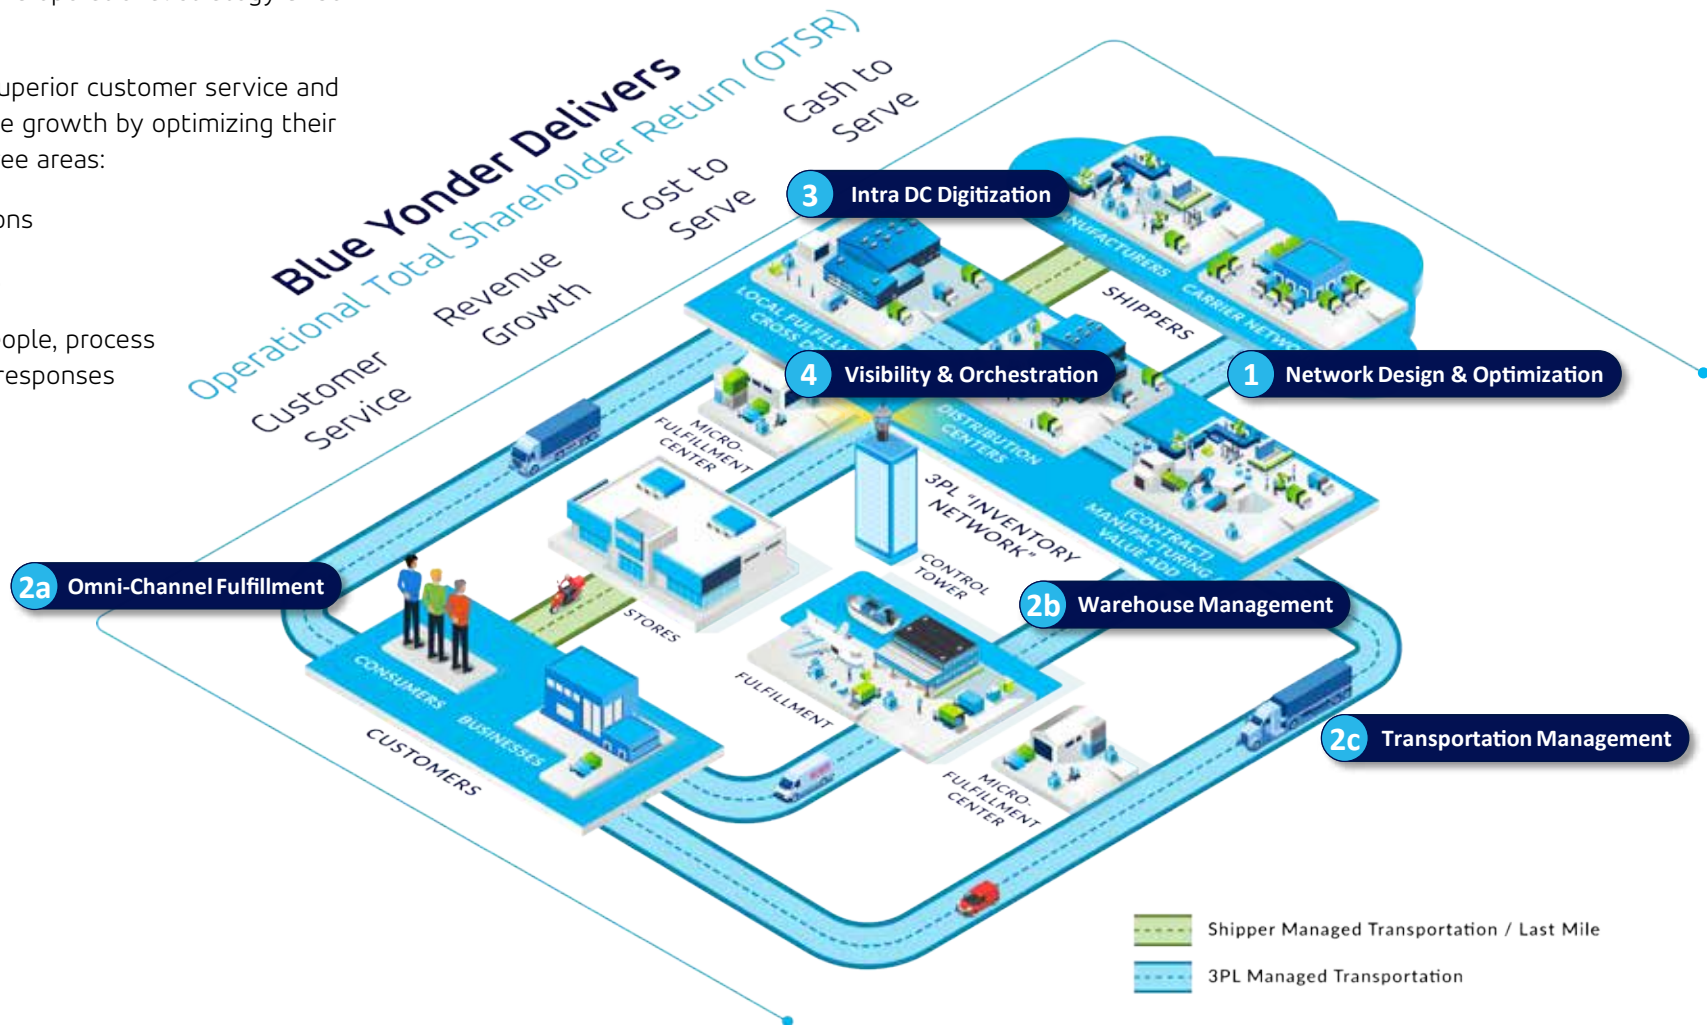 uperior customer service and
e growth by optimizing their
ee areas:
ons
ople, process
responses
Blue Yonder Delivers
Operational Total Shareholder Return (OTSR)
Customer
Service
Revenue
Growth
Cost to
Serve
Cash to
Serve
3 Intra DC Digitization
MANUFACTURERS
CARRIER NETWO
SHIPPERS
LOCAL FULFILLM
CROSS D
4 Visibility & Orchestration
1 Network Design & Optimization
MICRO-
FULFILLMENT
CENTER
DISTRIBUTION
CENTERS
3PL "INVENTORY
NETWORK"
(CONTRACT)
MANUFACTURING /
VALUE ADD
CONTROL
TOWER
2a Omni-Channel Fulfillment
2b Warehouse Management
STORES
CONSUMERS
BUSINESSES
CUSTOMERS
FULFILLMENT
MICRO-
FULFILLMENT
CENTER
2c Transportation Management
Shipper Managed Transportation / Last Mile
3PL Managed Transportation